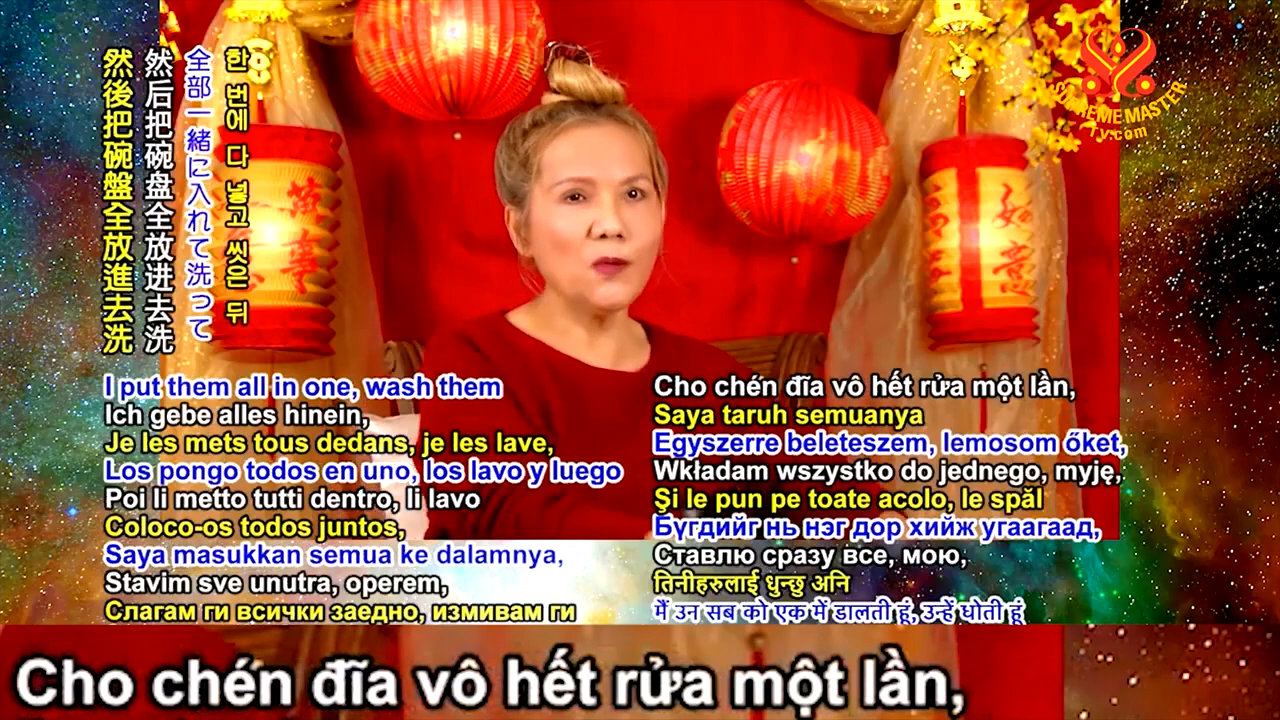 한 번에 다 넣고 씻은 뒤
全部一緒に入れて洗って
然后把碗盘全放进去洗
然後把碗盤全放進去洗
SUPREME MASTER
TV.com
如意
I put them all in one, wash them
Ich gebe alles hinein,
Je les mets tous dedans, je les lave,
Los pongo todos en uno, los lavo y luego
Poi li metto tutti dentro, li lavo
Coloco-os todos juntos,
Saya masukkan semua ke dalamnya,
Stavim sve unutra, operem,
Слагам ги всички заедно, измивам ги
Cho chén đĩa vô hết rửa một lần,
Saya taruh semuanya
Egyszerre beleteszem, lemosom őket,
Wkładam wszystko do jednego, myję,
Şi le pun pe toate acolo, le spăl
Бүгдийг нь нэг дор хийж угаагаад,
Ставлю сразу все, мою,
तिनीहरुलाई धुन्छु अनि
मैं उन सब को एक में डालती हूं, उन्हें धोती हूं
Cho chén đĩa vô hết rửa một lần,